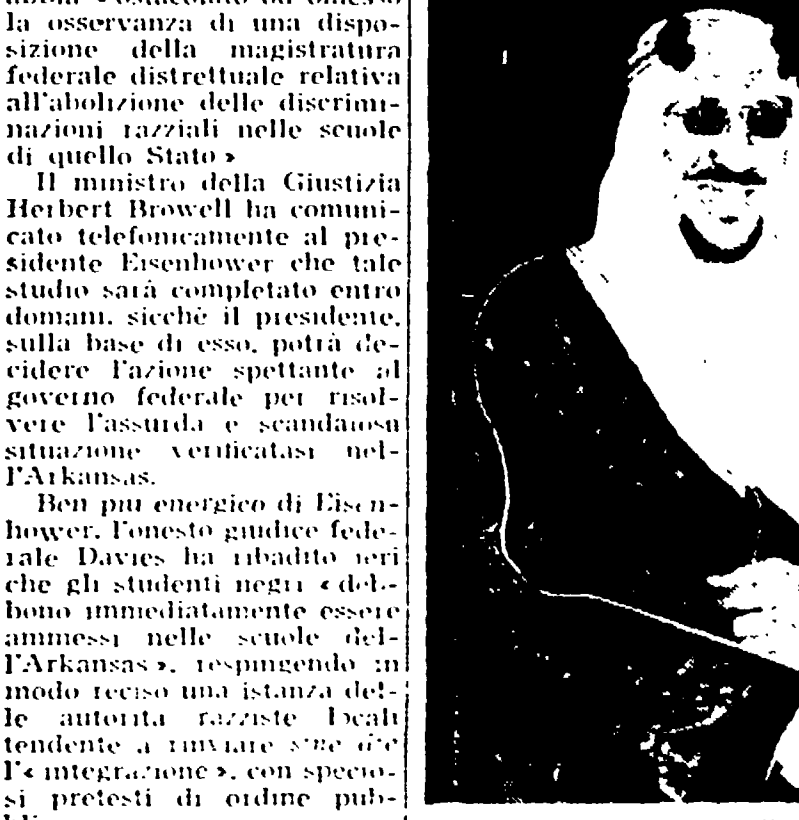 la osservanza di una dispo-
sizione della magistratura
federale distrettuale relativa
all'abolizione delle discrimi-
nazioni razziali nelle scuole
di quello Stato »
Il ministro della Giustizia
Herbert Browell ha comuni-
cato telefonicamente al pre-
sidente Eisenhower che tale
studio sarà completato entro
domani, sicchè il presidente,
sulla base di esso, potrà de-
cidere l'azione spettante al
governo federale per risol-
vere l'assurda e scandalosa
situazione verificatasi nel-
l'Arkansas.
Ben più energico di Eisen-
hower, l'onesto giudice fede-
rale Davies ha ribadito ieri
che gli studenti negri « deb-
bono immediatamente essere
ammessi nelle scuole del-
l'Arkansas », respingendo in
modo reciso una istanza del-
le autorità razziste locali
tendente a rinviare sine die
l'« integrazione », con specio-
si pretesti di ordine pub-